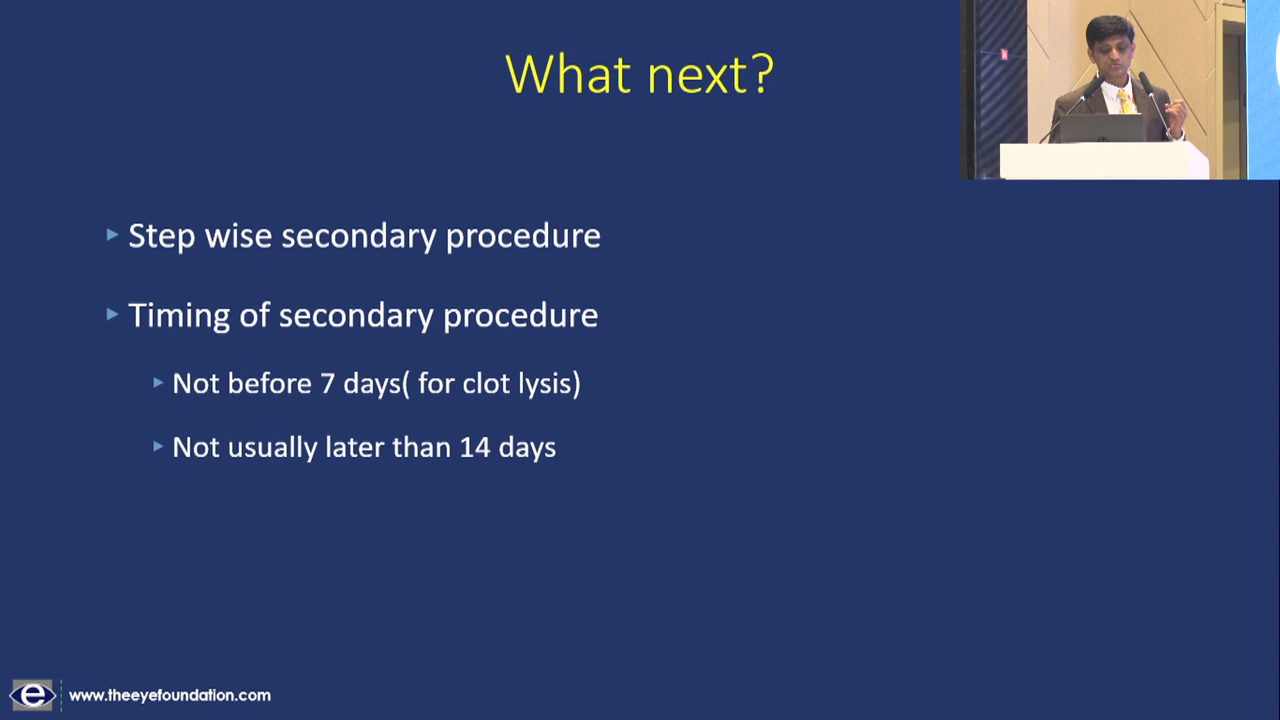 What next?
Step wise secondary procedure
Timing of secondary procedure
Not before 7 days( for clot lysis)
Not usually later than 14 days
e www.theeyefoundation.com